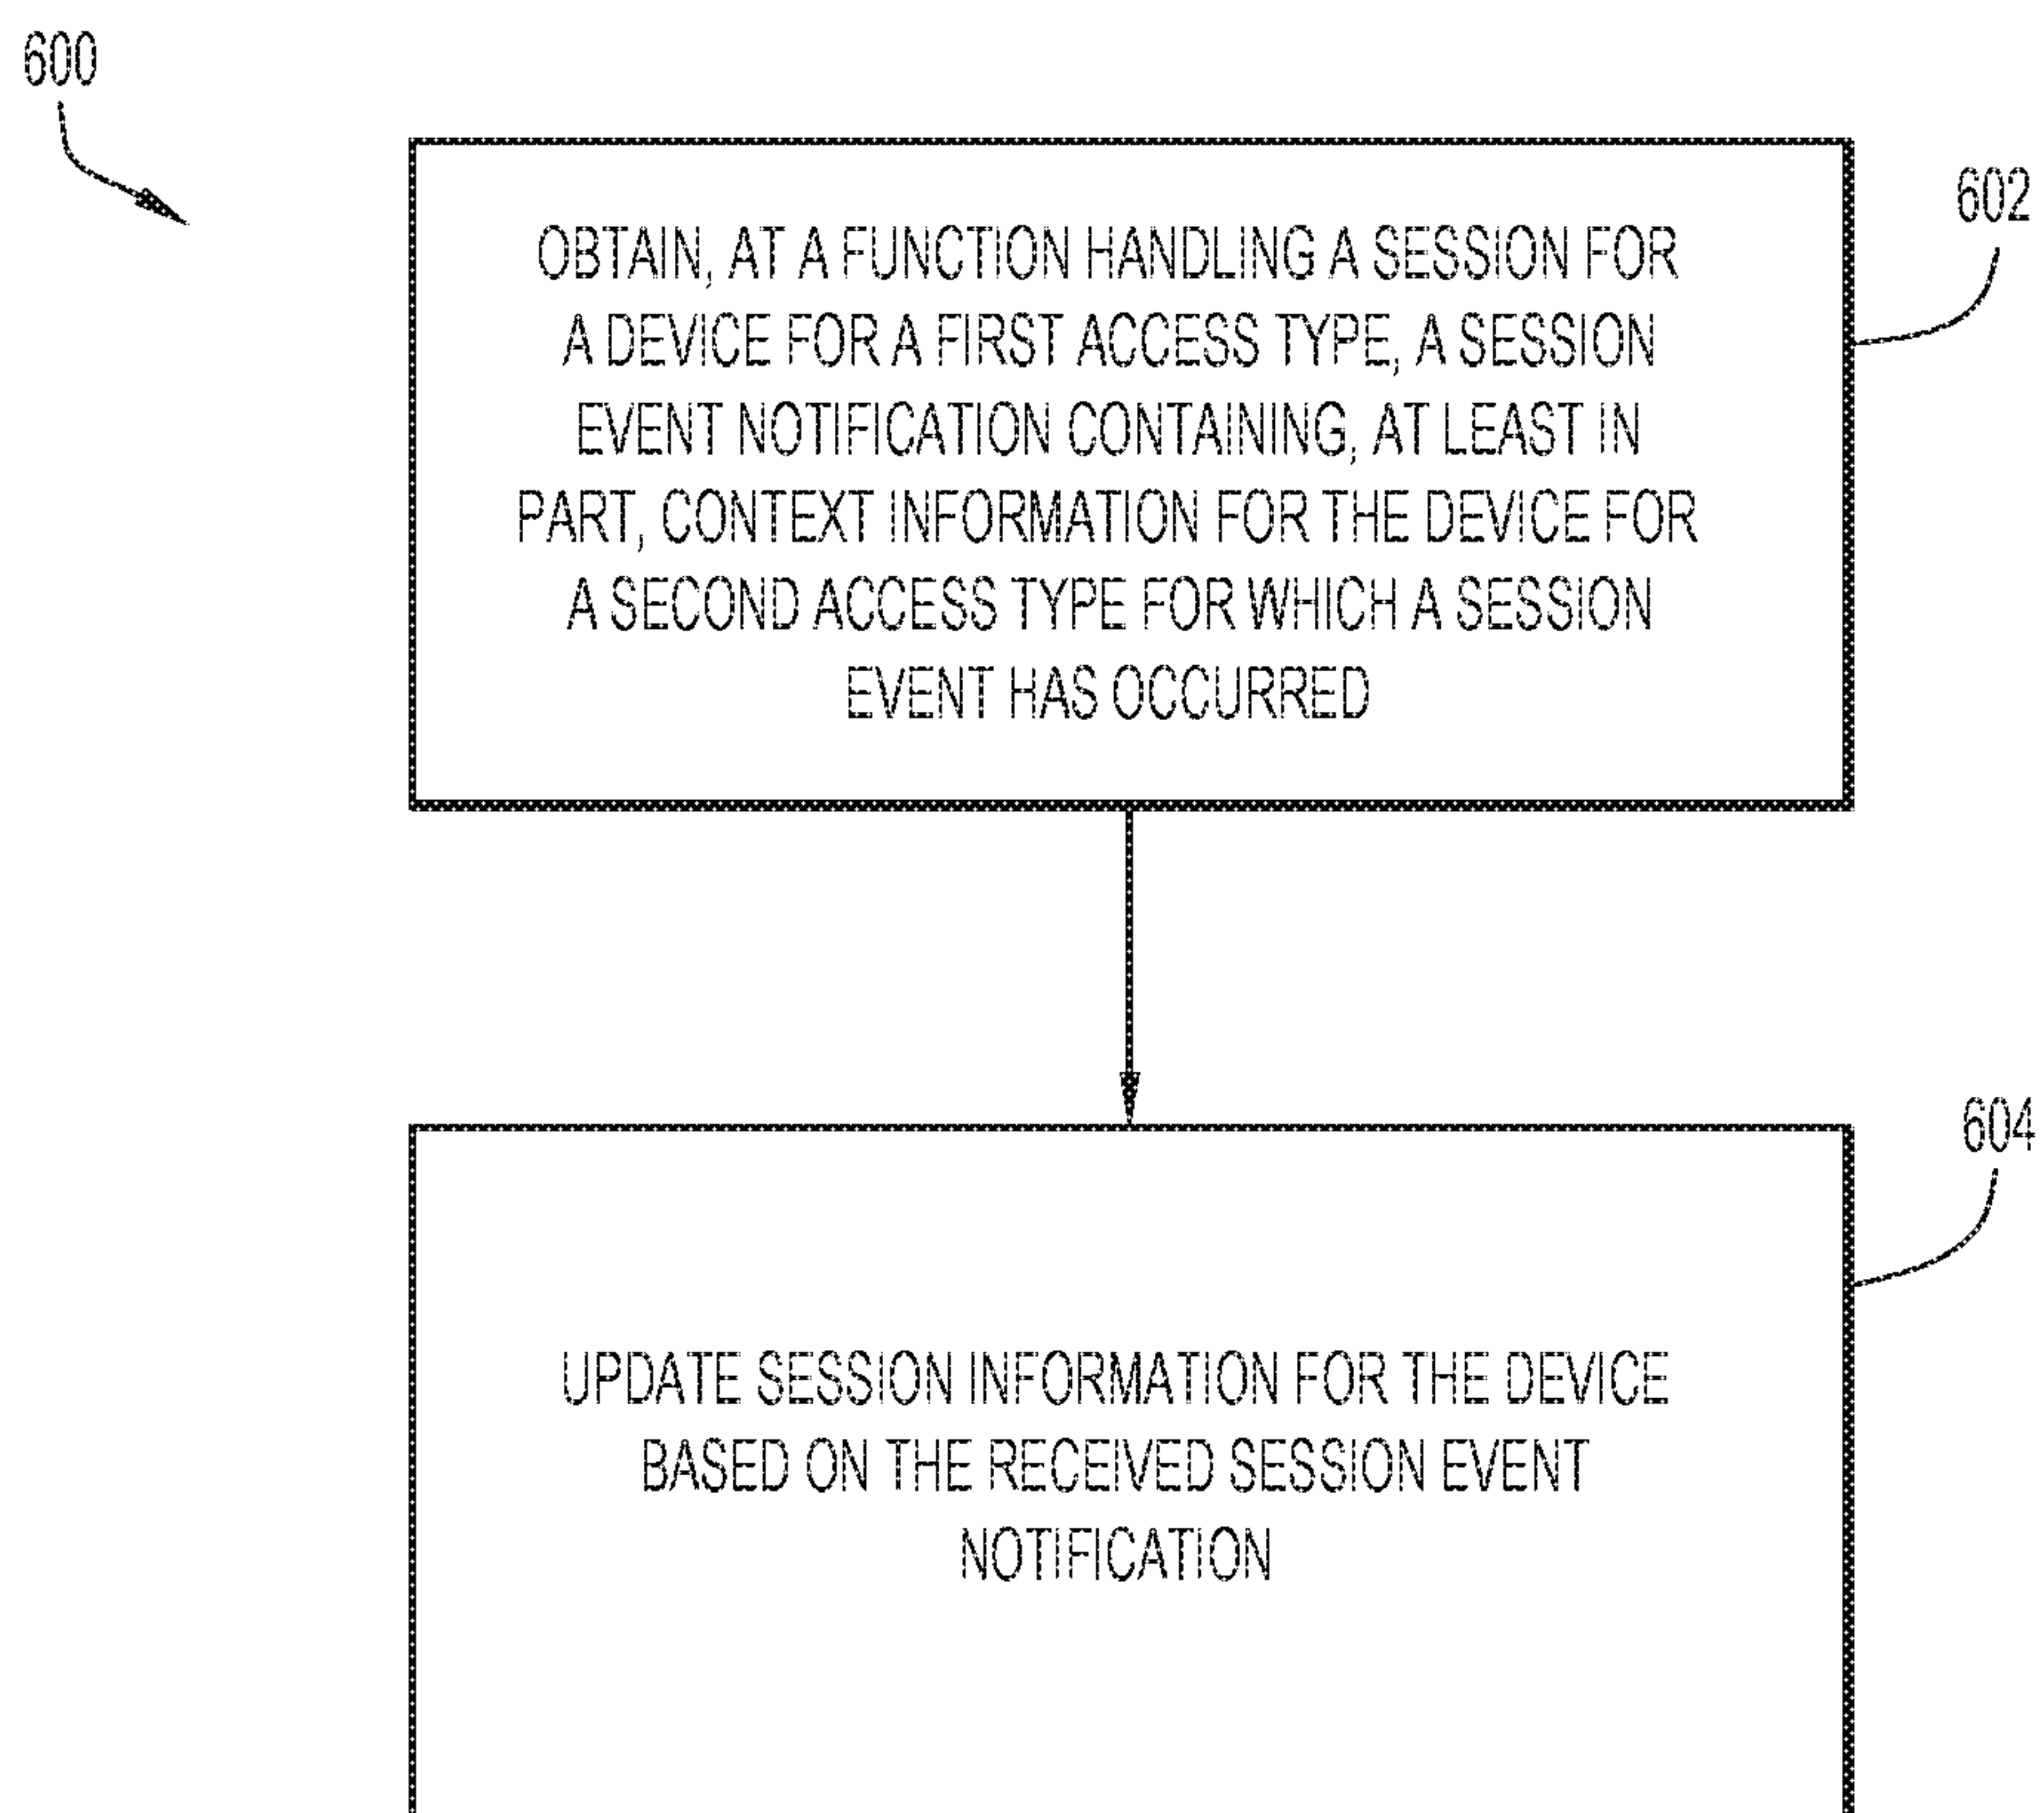 600
602
OBTAIN, AT A FUNCTION HANDLING A SESSION FOR
A DEVICE FOR A FIRST ACCESS TYPE, A SESSION
EVENT NOTIFICATION CONTAINING, AT LEAST IN
PART, CONTEXT INFORMATION FOR THE DEVICE FOR
A SECOND ACCESS TYPE FOR WHICH A SESSION
EVENT HAS OCCURRED
604
UPDATE SESSION INFORMATION FOR THE DEVICE
BASED ON THE RECEIVED SESSION EVENT
NOTIFICATION